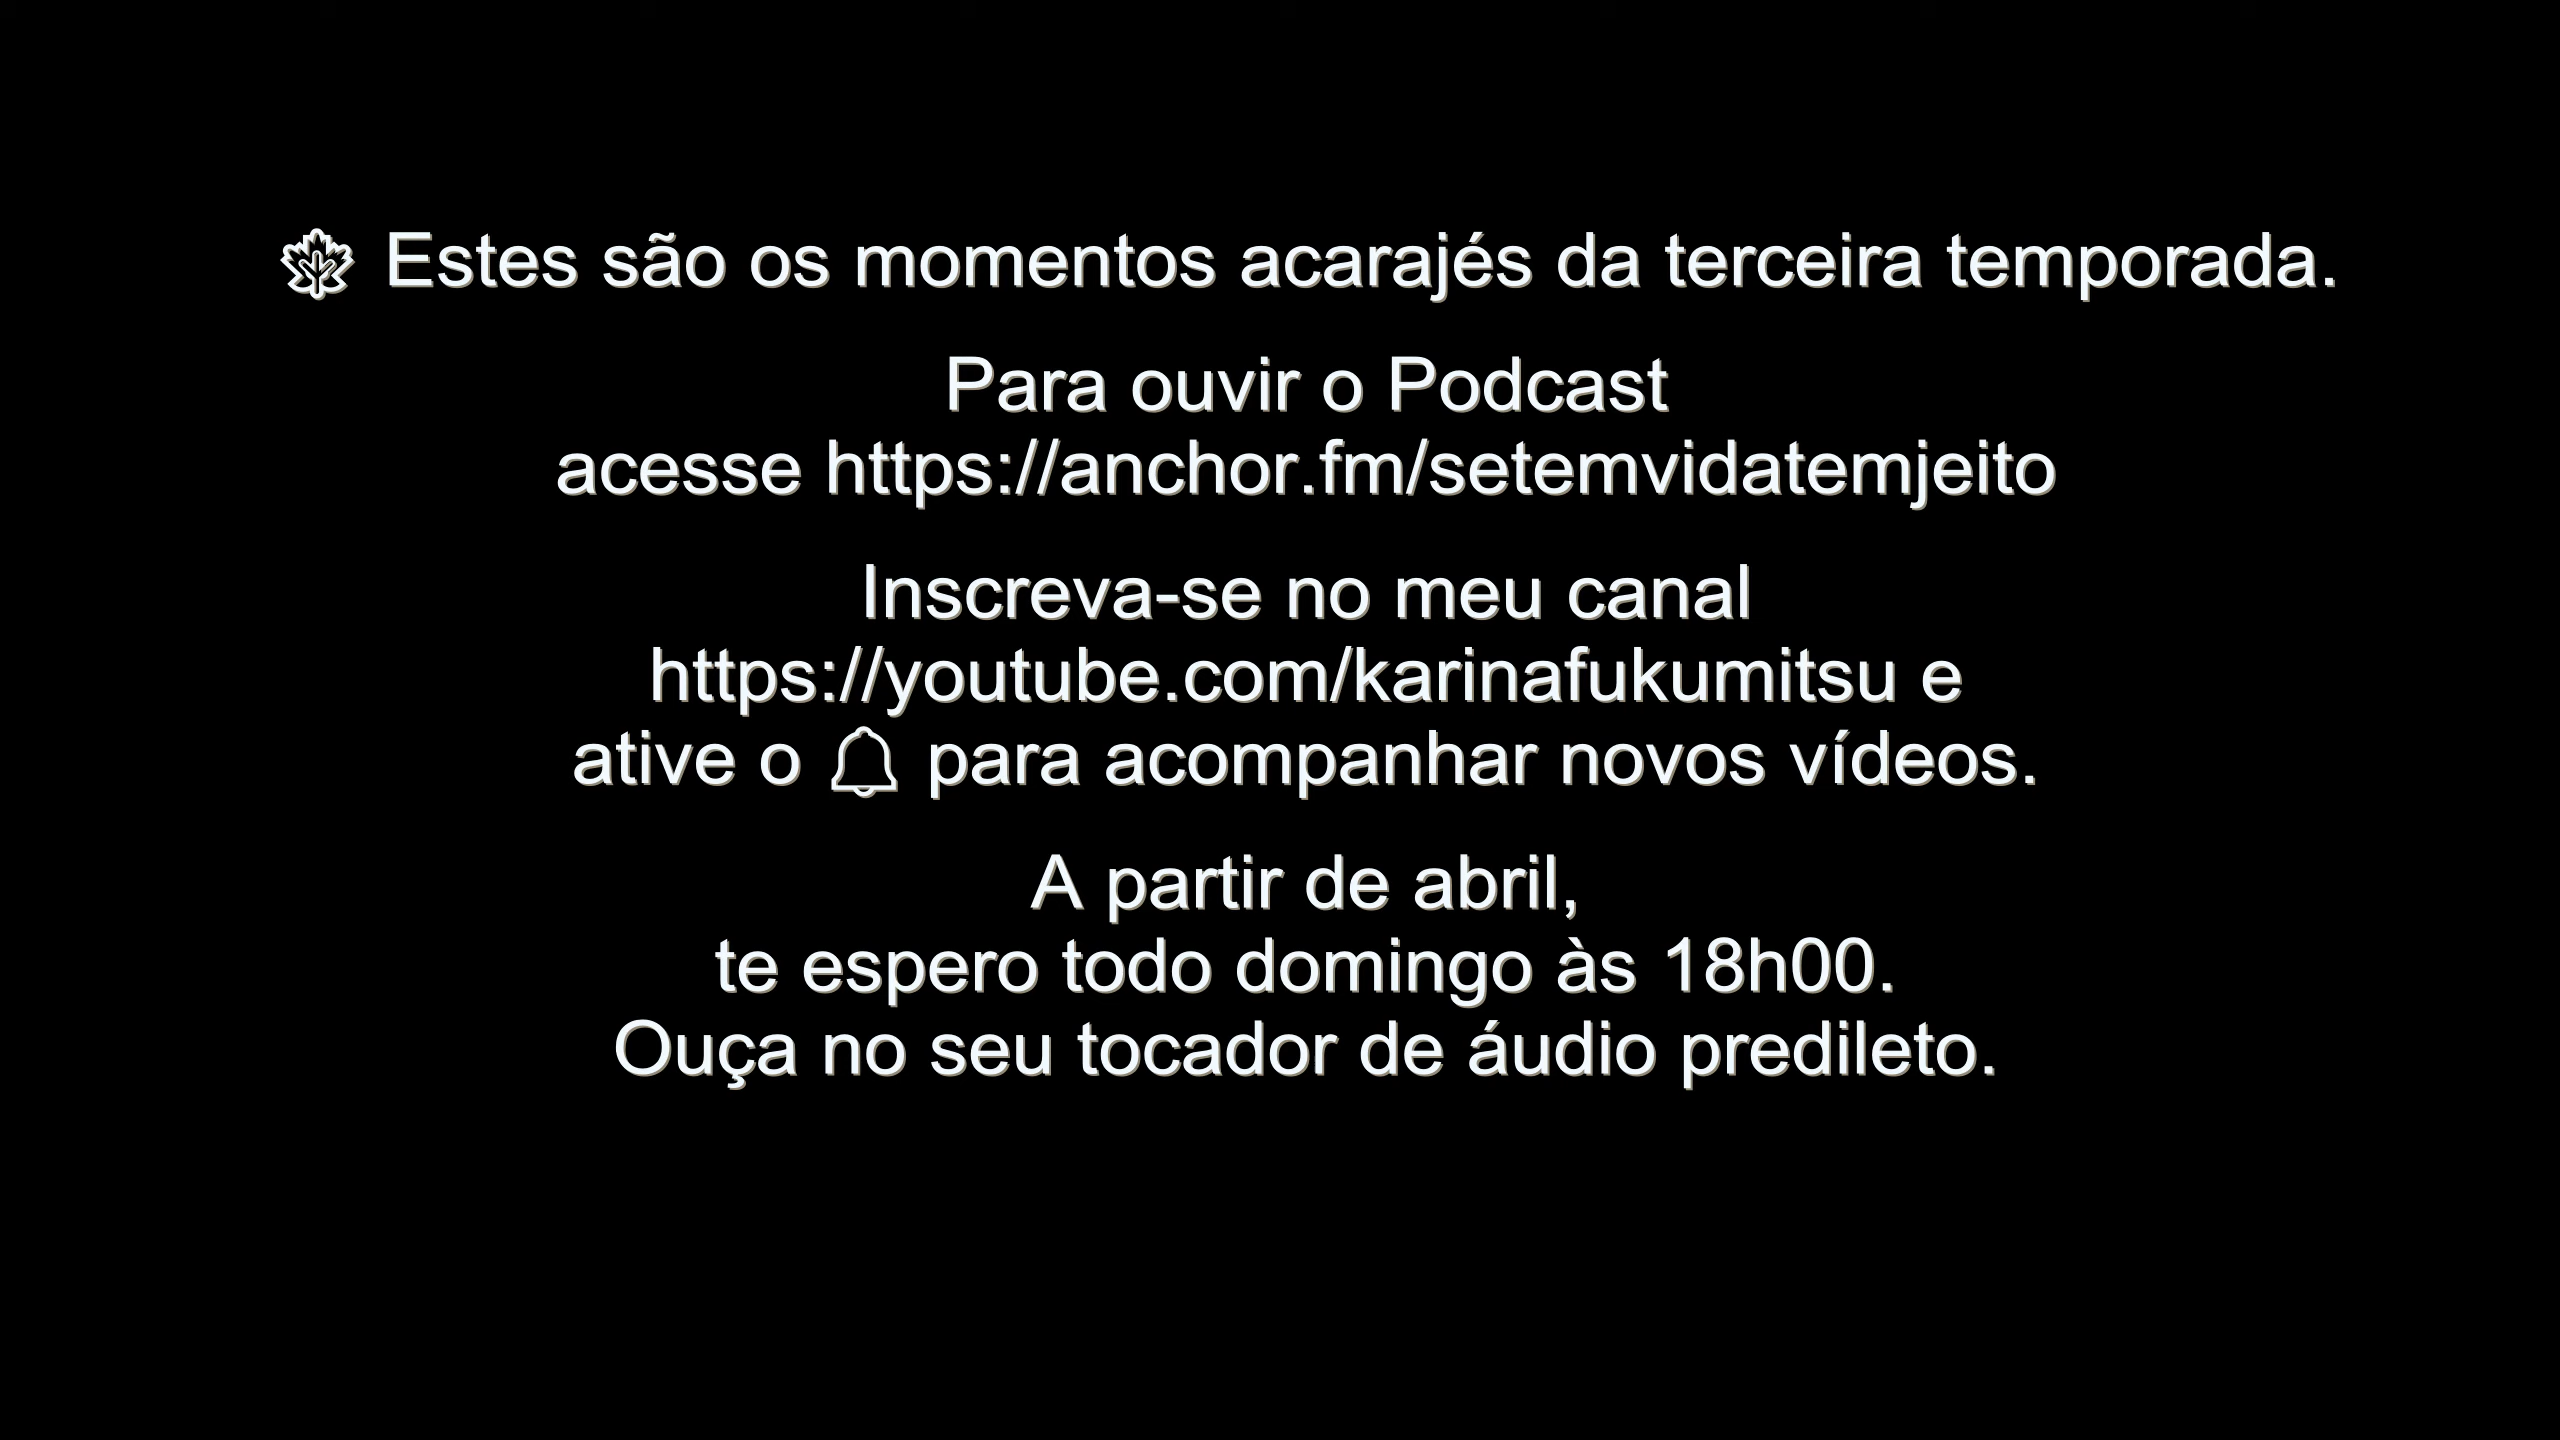 🍁 Estes são os momentos acarajés da terceira temporada.
Para ouvir o Podcast
acesse https://anchor.fm/setemvidatemjeito
Inscreva-se no meu canal
https://youtube.com/karinafukumitsu e
ative o 🔔 para acompanhar novos vídeos.
A partir de abril,
te espero todo domingo às 18h00.
Ouça no seu tocador de áudio predileto.